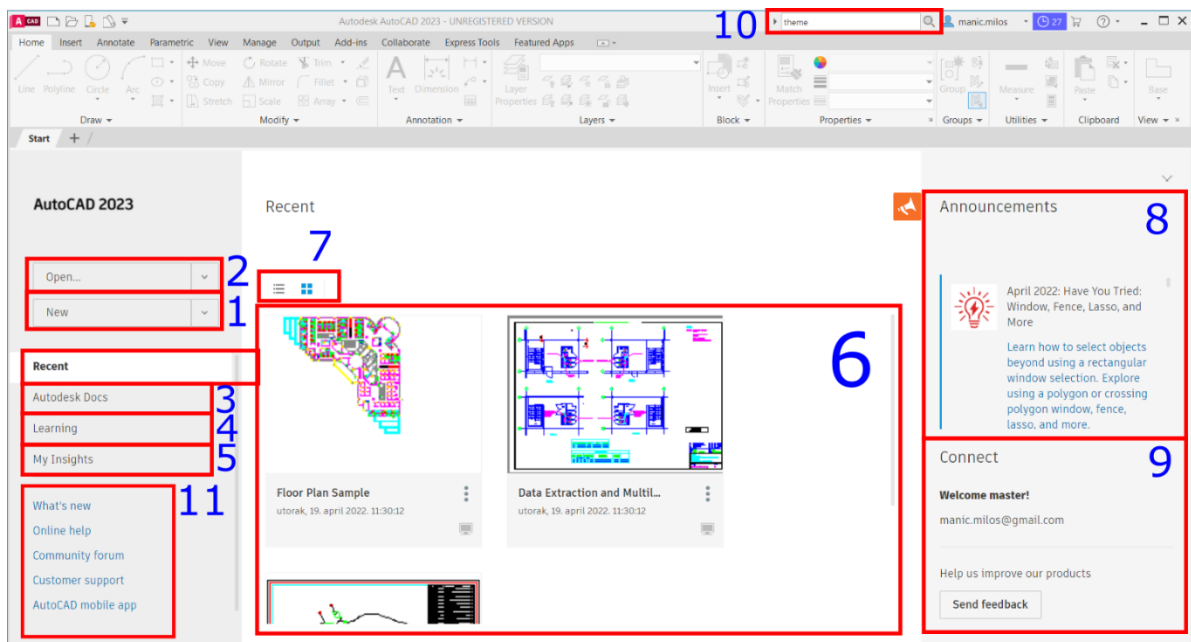 A CAD
Autodesk AutoCAD 2023 - UNREGISTERED VERSION
10
theme
manic.milos
27
Home Insert Annotate Parametric View Manage Output Add-ins Collaborate Express Tools Featured Apps
Line Polyline Circle Arc
Move Rotate Trim
Copy Mirror Fillet
Stretch Scale Array
Text Dimension
Layer
Properties
Insert
Match
Properties
Group
Measure
Paste
Base
Draw Modify Annotation Layers Block Properties Groups Utilities Clipboard View
Start
AutoCAD 2023
Open...
2
New
1
Recent
Autodesk Docs
3
Learning
4
My Insights
5
11
What's new
Online help
Community forum
Customer support
AutoCAD mobile app
Recent
7
6
Floor Plan Sample
utorak, 19. april 2022. 11:30:12
Data Extraction and Multil...
utorak, 19. april 2022. 11:30:12
Announcements
8
April 2022: Have You Tried:
Window, Fence, Lasso, and
More
Learn how to select objects
beyond using a rectangular
window selection. Explore
using a polygon or crossing
polygon window, fence,
lasso, and more.
Connect
9
Welcome master!
manic.milos@gmail.com
Help us improve our products
Send feedback